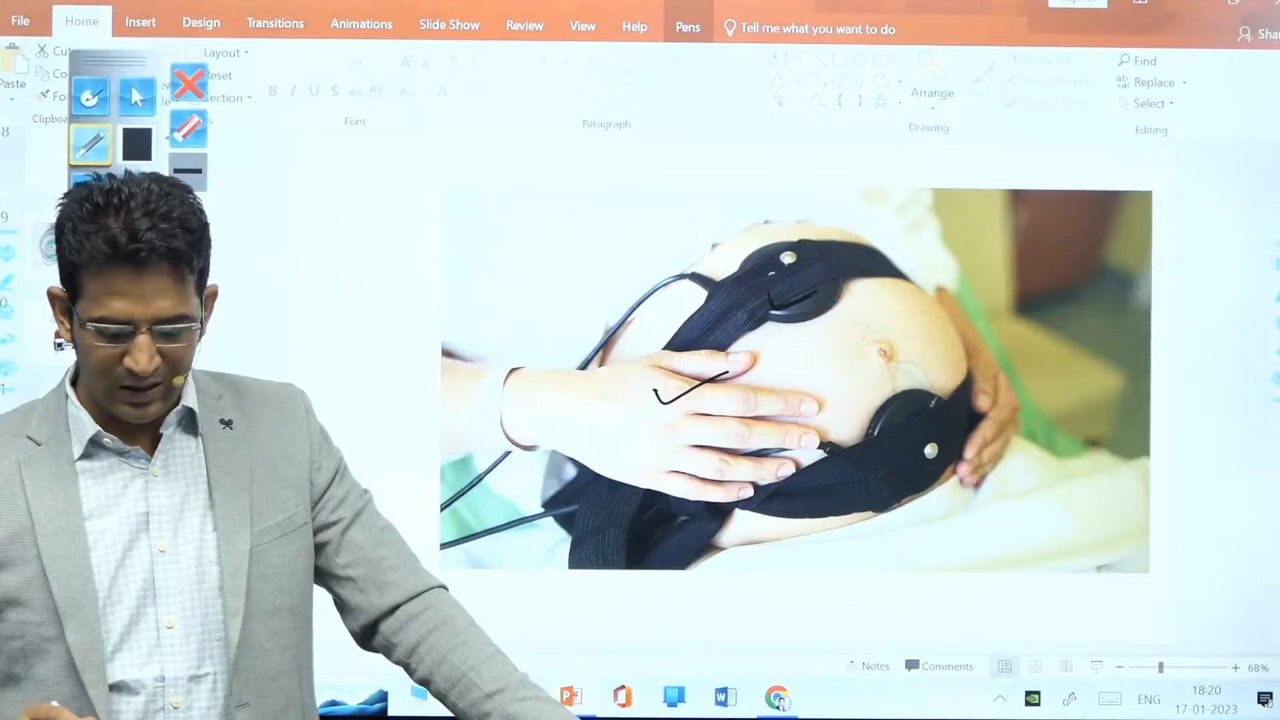 File Home Insert Design Transitions Animations Slide Show Review View Help Pens Tell me what you want to do
Layout
Find
Paste
Reset
Replace
Section
B I U S
Arrange
Select
Font
Paragraph
Drawing
Editing
Notes
Comments
68%
ENG
18:20
17-01-2023